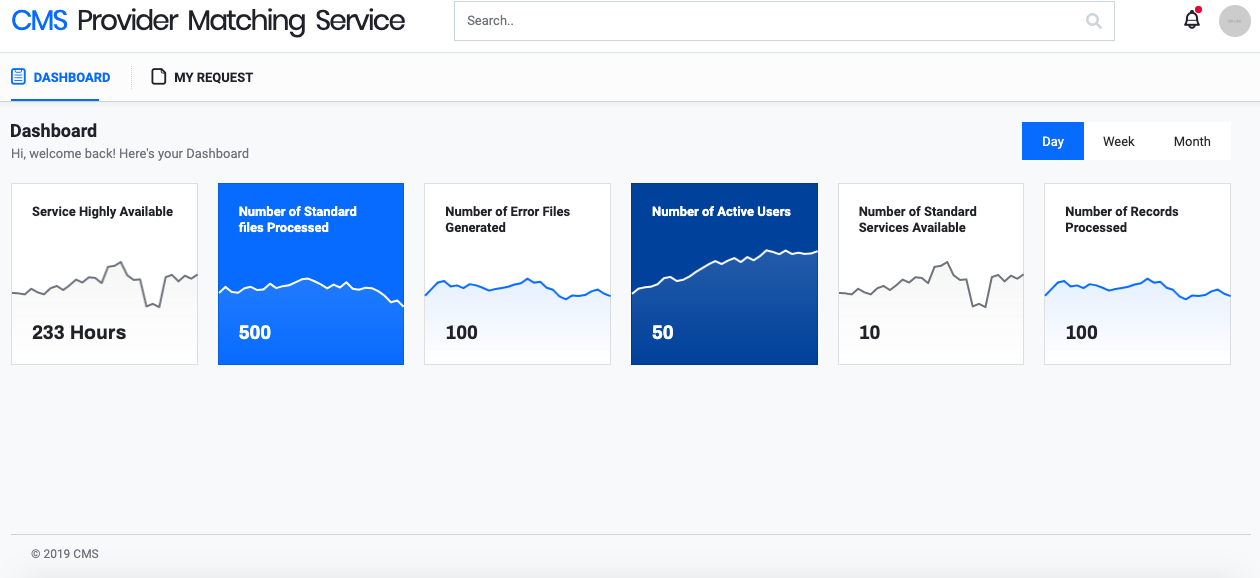 CMS Provider Matching Service
Search..
DASHBOARD
MY REQUEST
Dashboard
Hi, welcome back! Here's your Dashboard
Day
Week
Month
Service Highly Available
233 Hours
Number of Standard
files Processed
500
Number of Error Files
Generated
100
Number of Active Users
50
Number of Standard
Services Available
10
Number of Records
Processed
100
© 2019 CMS